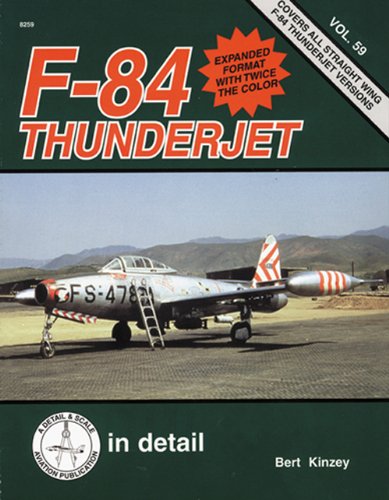 8259
F-84
THUNDERJET
EXPANDED
FORMAT
WITH TWICE
THE COLOR
VOL. 59
COVERS ALL STRAIGHT WING
F-84 THUNDERJET VERSIONS
FS-478
A DETAIL & SCALE
AVIATION PUBLICATION
in detail
Bert Kinzey